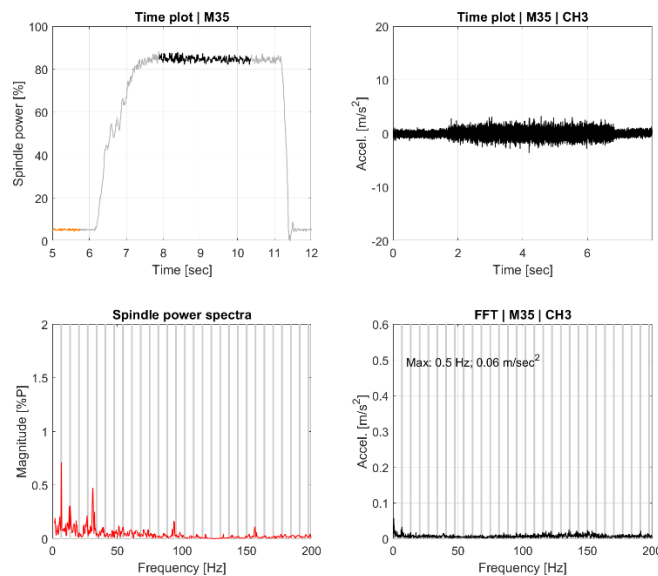 Time plot | M35
100
80
60
40
20
0
Spindle power [%]
5 6 7 8 9 10 11 12
Time [sec]
Time plot | M35 | CH3
20
10
0
-10
-20
Accel. [m/s²]
0 2 4 6
Time [sec]
Spindle power spectra
2
1.5
1
0.5
0
Magnitude [%P]
0 50 100 150 200
Frequency [Hz]
FFT | M35 | CH3
0.6
0.5
0.4
0.3
0.2
0.1
0
Accel. [m/s²]
Max: 0.5 Hz; 0.06 m/sec²
0 50 100 150 200
Frequency [Hz]